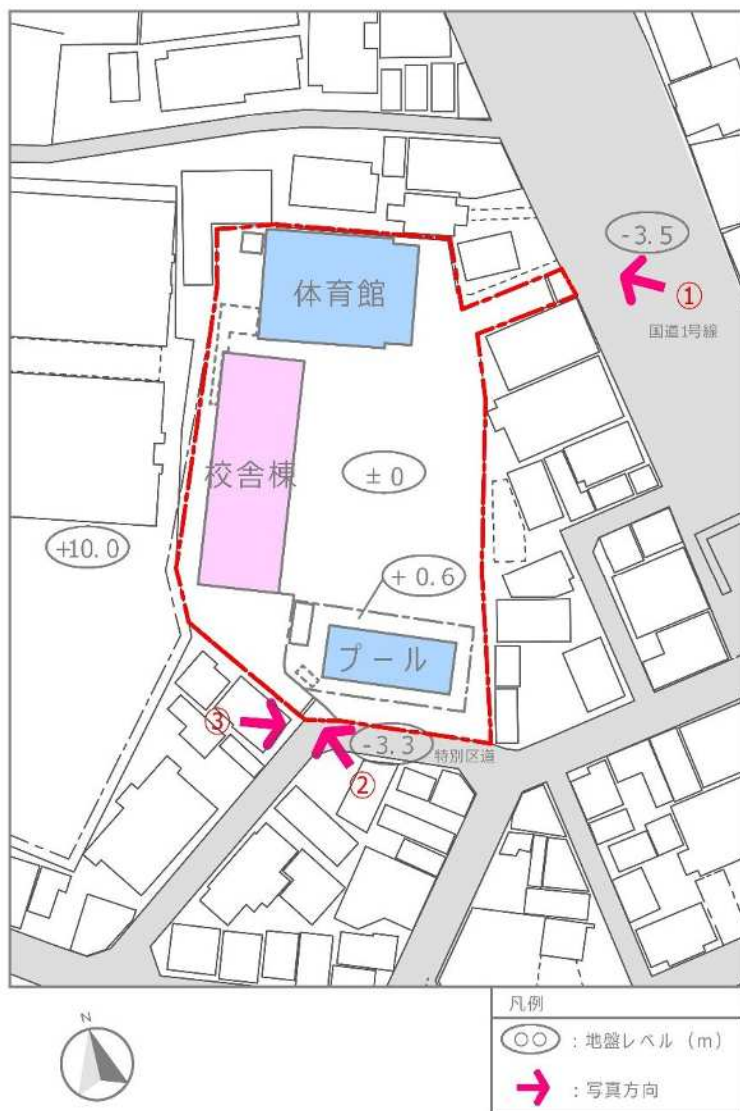 -3.5
①
国道1号線
体育館
校舎棟
±0
+10.0
+0.6
プール
③
-3.3
特別区道
②
N
凡例
○○ : 地盤レベル (m)
: 写真方向